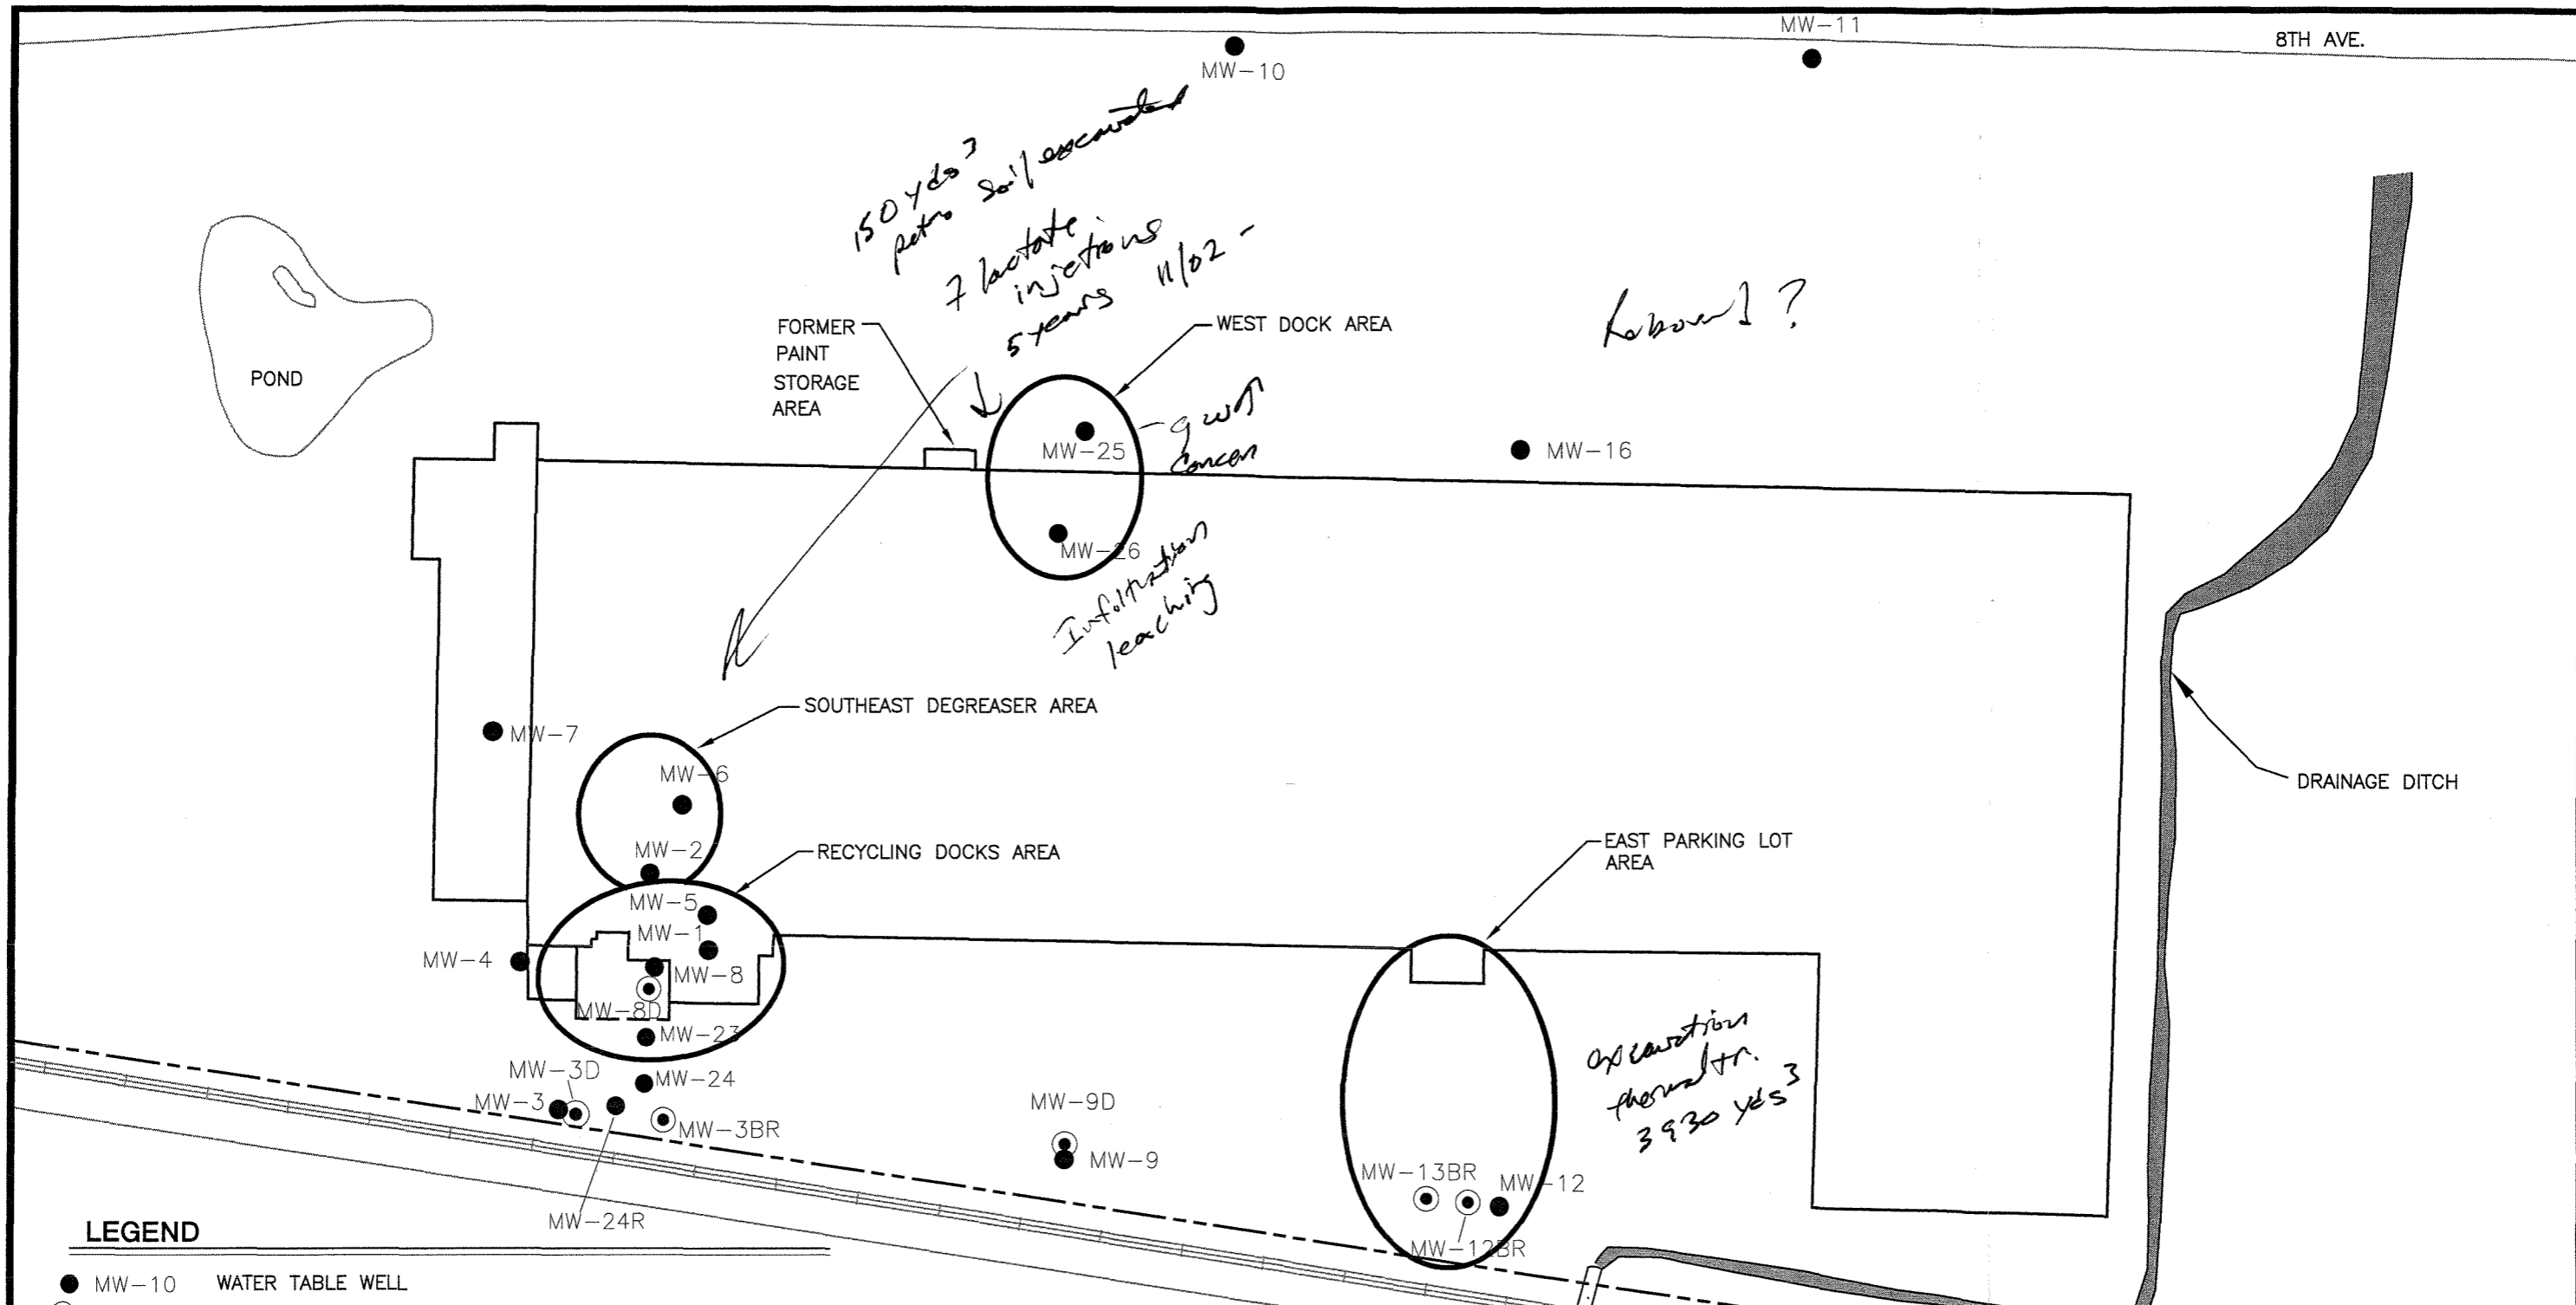 MW-11
8TH AVE.
MW-10
150 yds³
petro soil excavated
7 lactate
injections
5 years 11/02 -
FORMER
PAINT
STORAGE
AREA
WEST DOCK AREA
Rebound ?
POND
MW-25
- gw
concern
MW-16
MW-26
Infiltration
leaching
SOUTHEAST DEGREASER AREA
MW-7
MW-6
DRAINAGE DITCH
MW-2
RECYCLING DOCKS AREA
EAST PARKING LOT
AREA
MW-5
MW-1
MW-4
MW-8
MW-8D
MW-23
excavation
thermal tr.
3930 yds³
MW-3D
MW-24
MW-3
MW-3BR
MW-9D
MW-9
MW-13BR
MW-12
MW-24R
MW-12BR
LEGEND
MW-10 WATER TABLE WELL